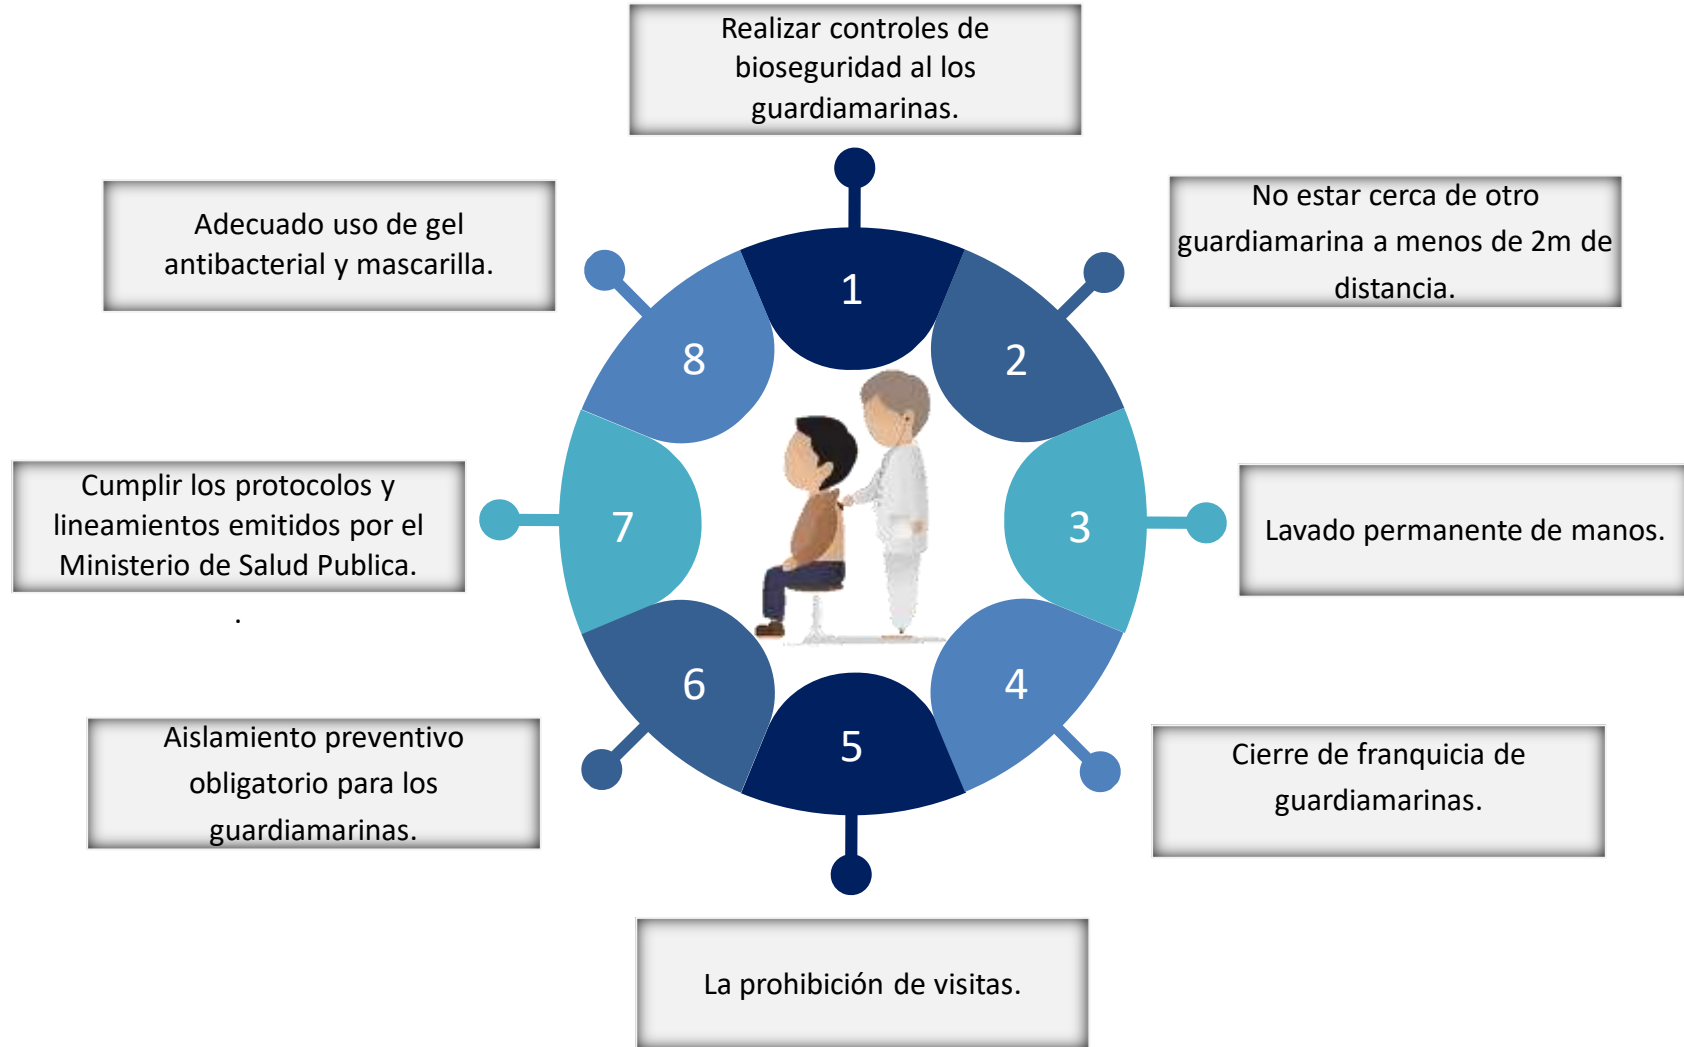 Realizar controles de
bioseguridad al los
guardiamarinas.
1
No estar cerca de otro
guardiamarina a menos de 2m de
distancia.
2
Lavado permanente de manos.
3
Cierre de franquicia de
guardiamarinas.
4
La prohibición de visitas.
5
Aislamiento preventivo
obligatorio para los
guardiamarinas.
6
Cumplir los protocolos y
lineamientos emitidos por el
Ministerio de Salud Publica.
.
7
Adecuado uso de gel
antibacterial y mascarilla.
8